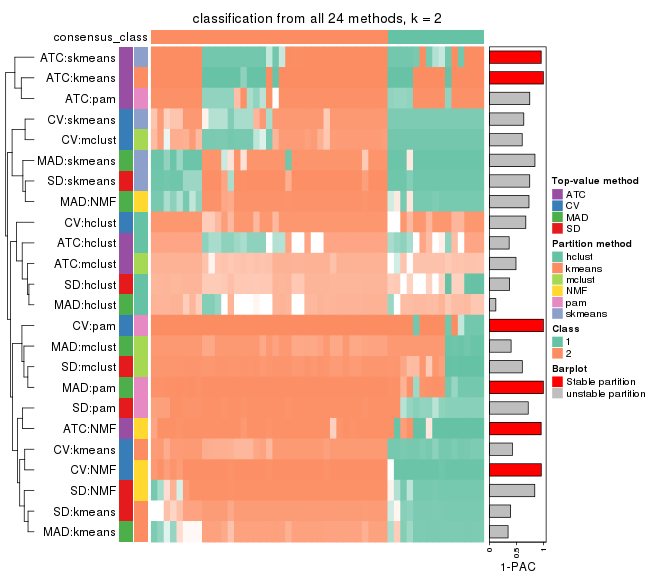 classification from all 24 methods, k = 2
consensus_class
ATC:skmeans
ATC:kmeans
ATC:pam
CV:skmeans
CV:mclust
MAD:skmeans
SD:skmeans
MAD:NMF
CV:hclust
ATC:hclust
ATC:mclust
SD:hclust
MAD:hclust
CV:pam
MAD:mclust
SD:mclust
MAD:pam
SD:pam
ATC:NMF
CV:kmeans
CV:NMF
SD:NMF
SD:kmeans
MAD:kmeans
0
0.5
1
1-PAC
Top-value method
ATC
CV
MAD
SD
Partition method
hclust
kmeans
mclust
NMF
pam
skmeans
Class
1
2
Barplot
Stable partition
unstable partition